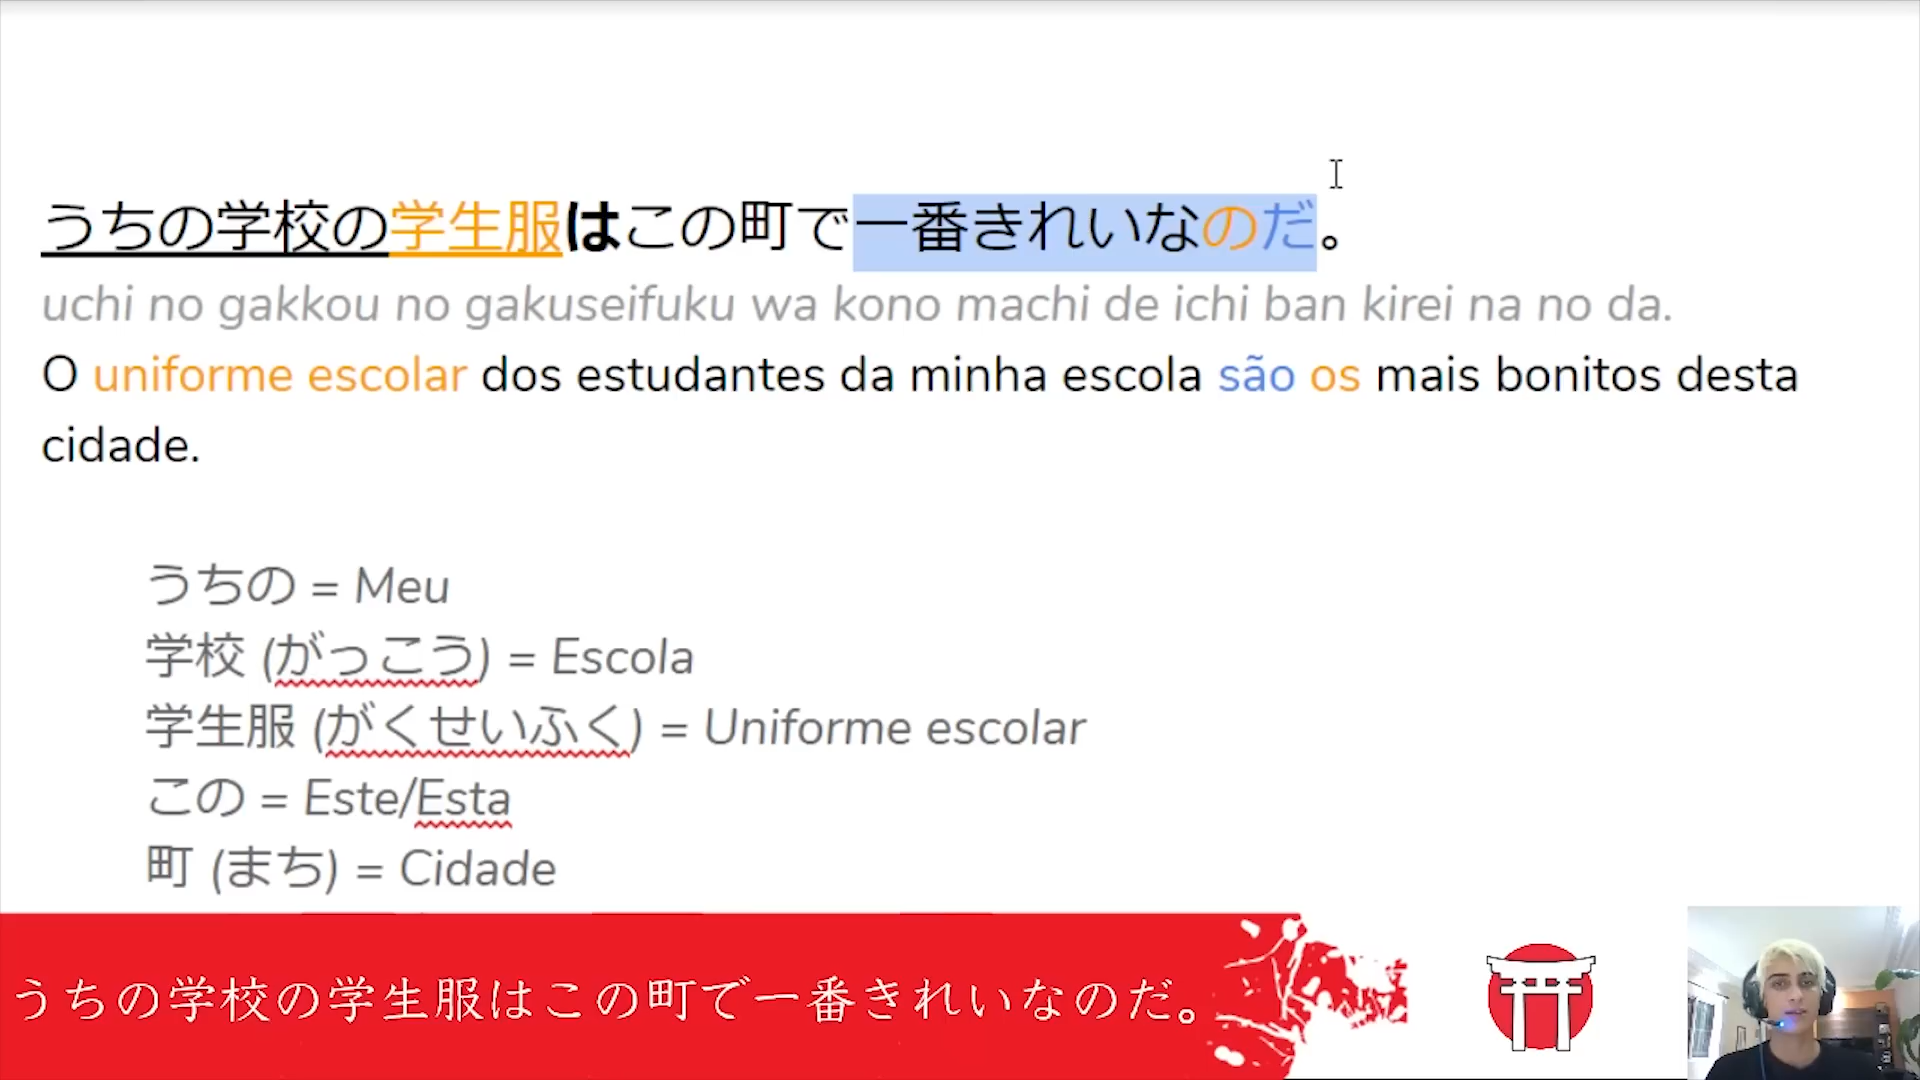 うちの学校の学生服はこの町で一番きれいなのだ。
uchi no gakkou no gakuseifuku wa kono machi de ichi ban kirei na no da.
O uniforme escolar dos estudantes da minha escola são os mais bonitos desta
cidade.
うちの = Meu
学校 (がっこう) = Escola
学生服 (がくせいふく) = Uniforme escolar
この = Este/Esta
町 (まち) = Cidade
うちの学校の学生服はこの町で一番きれいなのだ。